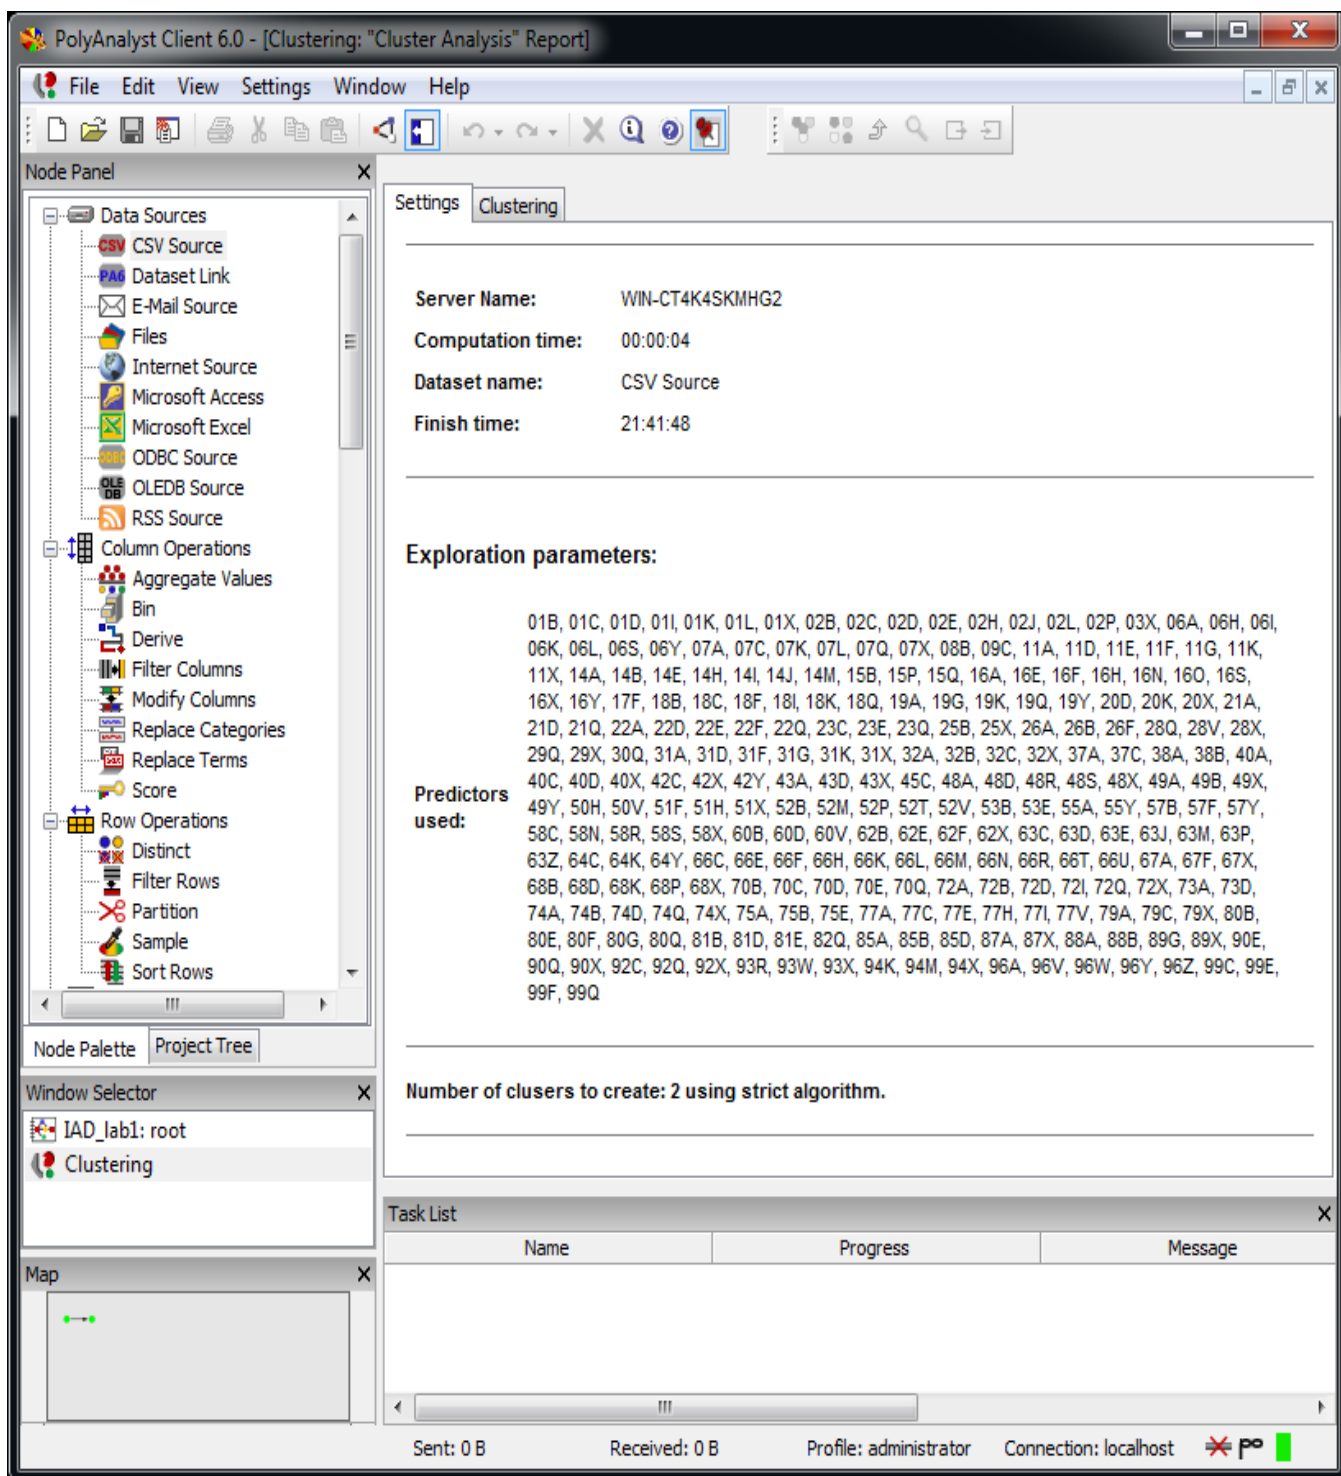 PolyAnalyst Client 6.0 - [Clustering: "Cluster Analysis" Report]
File Edit View Settings Window Help
Node Panel
Data Sources
CSV CSV Source
PA6 Dataset Link
E-Mail Source
Files
Internet Source
Microsoft Access
Microsoft Excel
ODBC Source
OLE DB OLEDB Source
RSS Source
Column Operations
Aggregate Values
Bin
Derive
Filter Columns
Modify Columns
Replace Categories
Replace Terms
Score
Row Operations
Distinct
Filter Rows
Partition
Sample
Sort Rows
Node Palette Project Tree
Window Selector
IAD_lab1: root
Clustering
Map
Settings Clustering
Server Name: WIN-CT4K4SKMHG2
Computation time: 00:00:04
Dataset name: CSV Source
Finish time: 21:41:48
Exploration parameters:
Predictors used:
01B, 01C, 01D, 01I, 01K, 01L, 01X, 02B, 02C, 02D, 02E, 02H, 02J, 02L, 02P, 03X, 06A, 06H, 06I,
06K, 06L, 06S, 06Y, 07A, 07C, 07K, 07L, 07Q, 07X, 08B, 09C, 11A, 11D, 11E, 11F, 11G, 11K,
11X, 14A, 14B, 14E, 14H, 14I, 14J, 14M, 15B, 15P, 15Q, 16A, 16E, 16F, 16H, 16N, 16O, 16S,
16X, 16Y, 17F, 18B, 18C, 18F, 18I, 18K, 18Q, 19A, 19G, 19K, 19Q, 19Y, 20D, 20K, 20X, 21A,
21D, 21Q, 22A, 22D, 22E, 22F, 22Q, 23C, 23E, 23Q, 25B, 25X, 26A, 26B, 26F, 28Q, 28V, 28X,
29Q, 29X, 30Q, 31A, 31D, 31F, 31G, 31K, 31X, 32A, 32B, 32C, 32X, 37A, 37C, 38A, 38B, 40A,
40C, 40D, 40X, 42C, 42X, 42Y, 43A, 43D, 43X, 45C, 48A, 48D, 48R, 48S, 48X, 49A, 49B, 49X,
49Y, 50H, 50V, 51F, 51H, 51X, 52B, 52M, 52P, 52T, 52V, 53B, 53E, 55A, 55Y, 57B, 57F, 57Y,
58C, 58N, 58R, 58S, 58X, 60B, 60D, 60V, 62B, 62E, 62F, 62X, 63C, 63D, 63E, 63J, 63M, 63P,
63Z, 64C, 64K, 64Y, 66C, 66E, 66F, 66H, 66K, 66L, 66M, 66N, 66R, 66T, 66U, 67A, 67F, 67X,
68B, 68D, 68K, 68P, 68X, 70B, 70C, 70D, 70E, 70Q, 72A, 72B, 72D, 72I, 72Q, 72X, 73A, 73D,
74A, 74B, 74D, 74Q, 74X, 75A, 75B, 75E, 77A, 77C, 77E, 77H, 77I, 77V, 79A, 79C, 79X, 80B,
80E, 80F, 80G, 80Q, 81B, 81D, 81E, 82Q, 85A, 85B, 85D, 87A, 87X, 88A, 88B, 89G, 89X, 90E,
90Q, 90X, 92C, 92Q, 92X, 93R, 93W, 93X, 94K, 94M, 94X, 96A, 96V, 96W, 96Y, 96Z, 99C, 99E,
99F, 99Q
Number of clusers to create: 2 using strict algorithm.
Task List
Name Progress Message
Sent: 0 B Received: 0 B Profile: administrator Connection: localhost